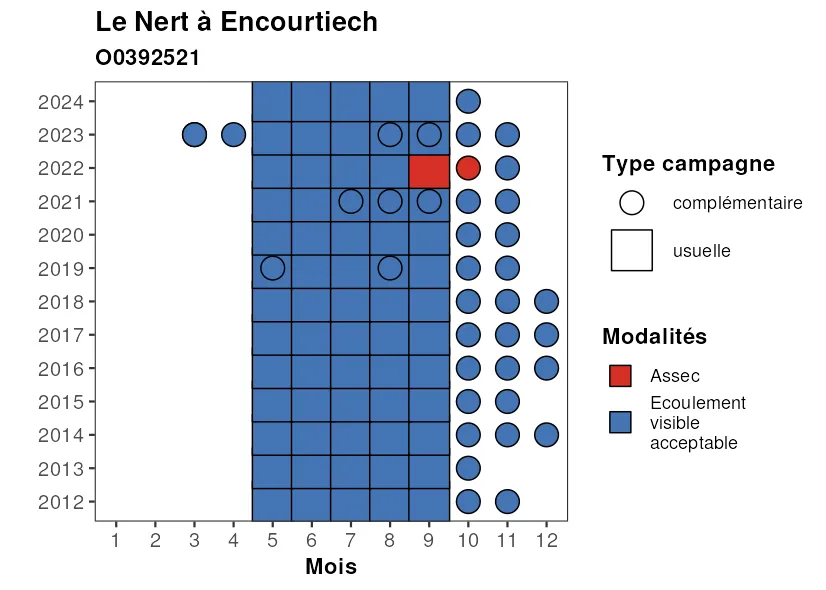 Le Nert à Encourtiech
O0392521
2024
2023
2022
2021
2020
2019
2018
2017
2016
2015
2014
2013
2012
1 2 3 4 5 6 7 8 9 10 11 12
Mois
Type campagne
complémentaire
usuelle
Modalités
Assec
Ecoulement
visible
acceptable